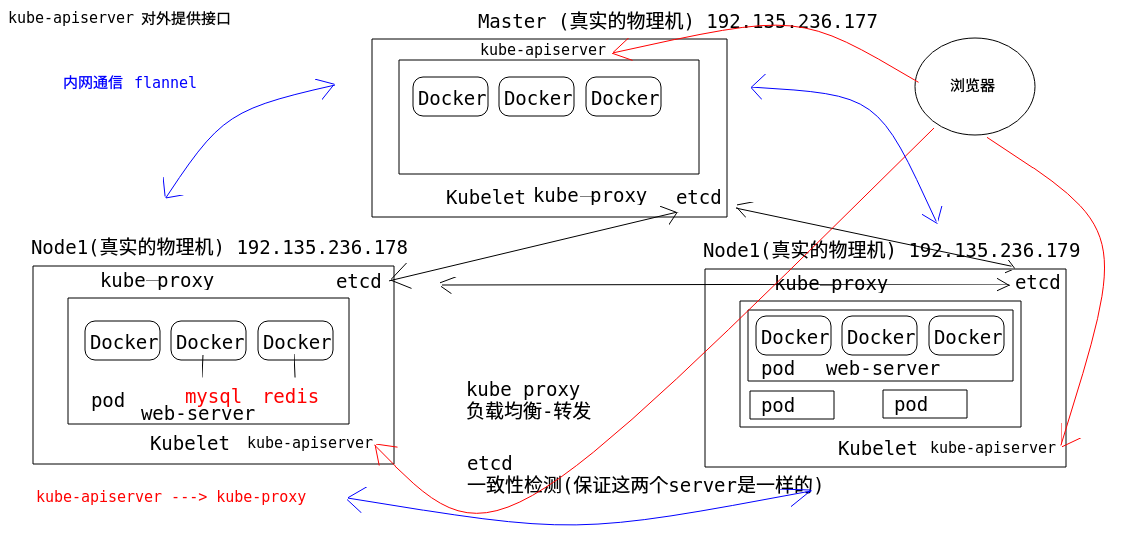 kube-apiserver 对外提供接口
Master (真实的物理机) 192.135.236.177
kube-apiserver
内网通信 flannel
浏览器
Docker Docker Docker
Kubelet kube-proxy etcd
Node1(真实的物理机) 192.135.236.178
kube-proxy etcd
Docker Docker Docker
pod mysql redis
web-server
Kubelet kube-apiserver
kube-apiserver ---> kube-proxy
Node1(真实的物理机) 192.135.236.179
kube-proxy etcd
Docker Docker Docker
pod web-server
pod pod
Kubelet kube-apiserver
kube proxy
负载均衡-转发
etcd
一致性检测(保证这两个server是一样的)